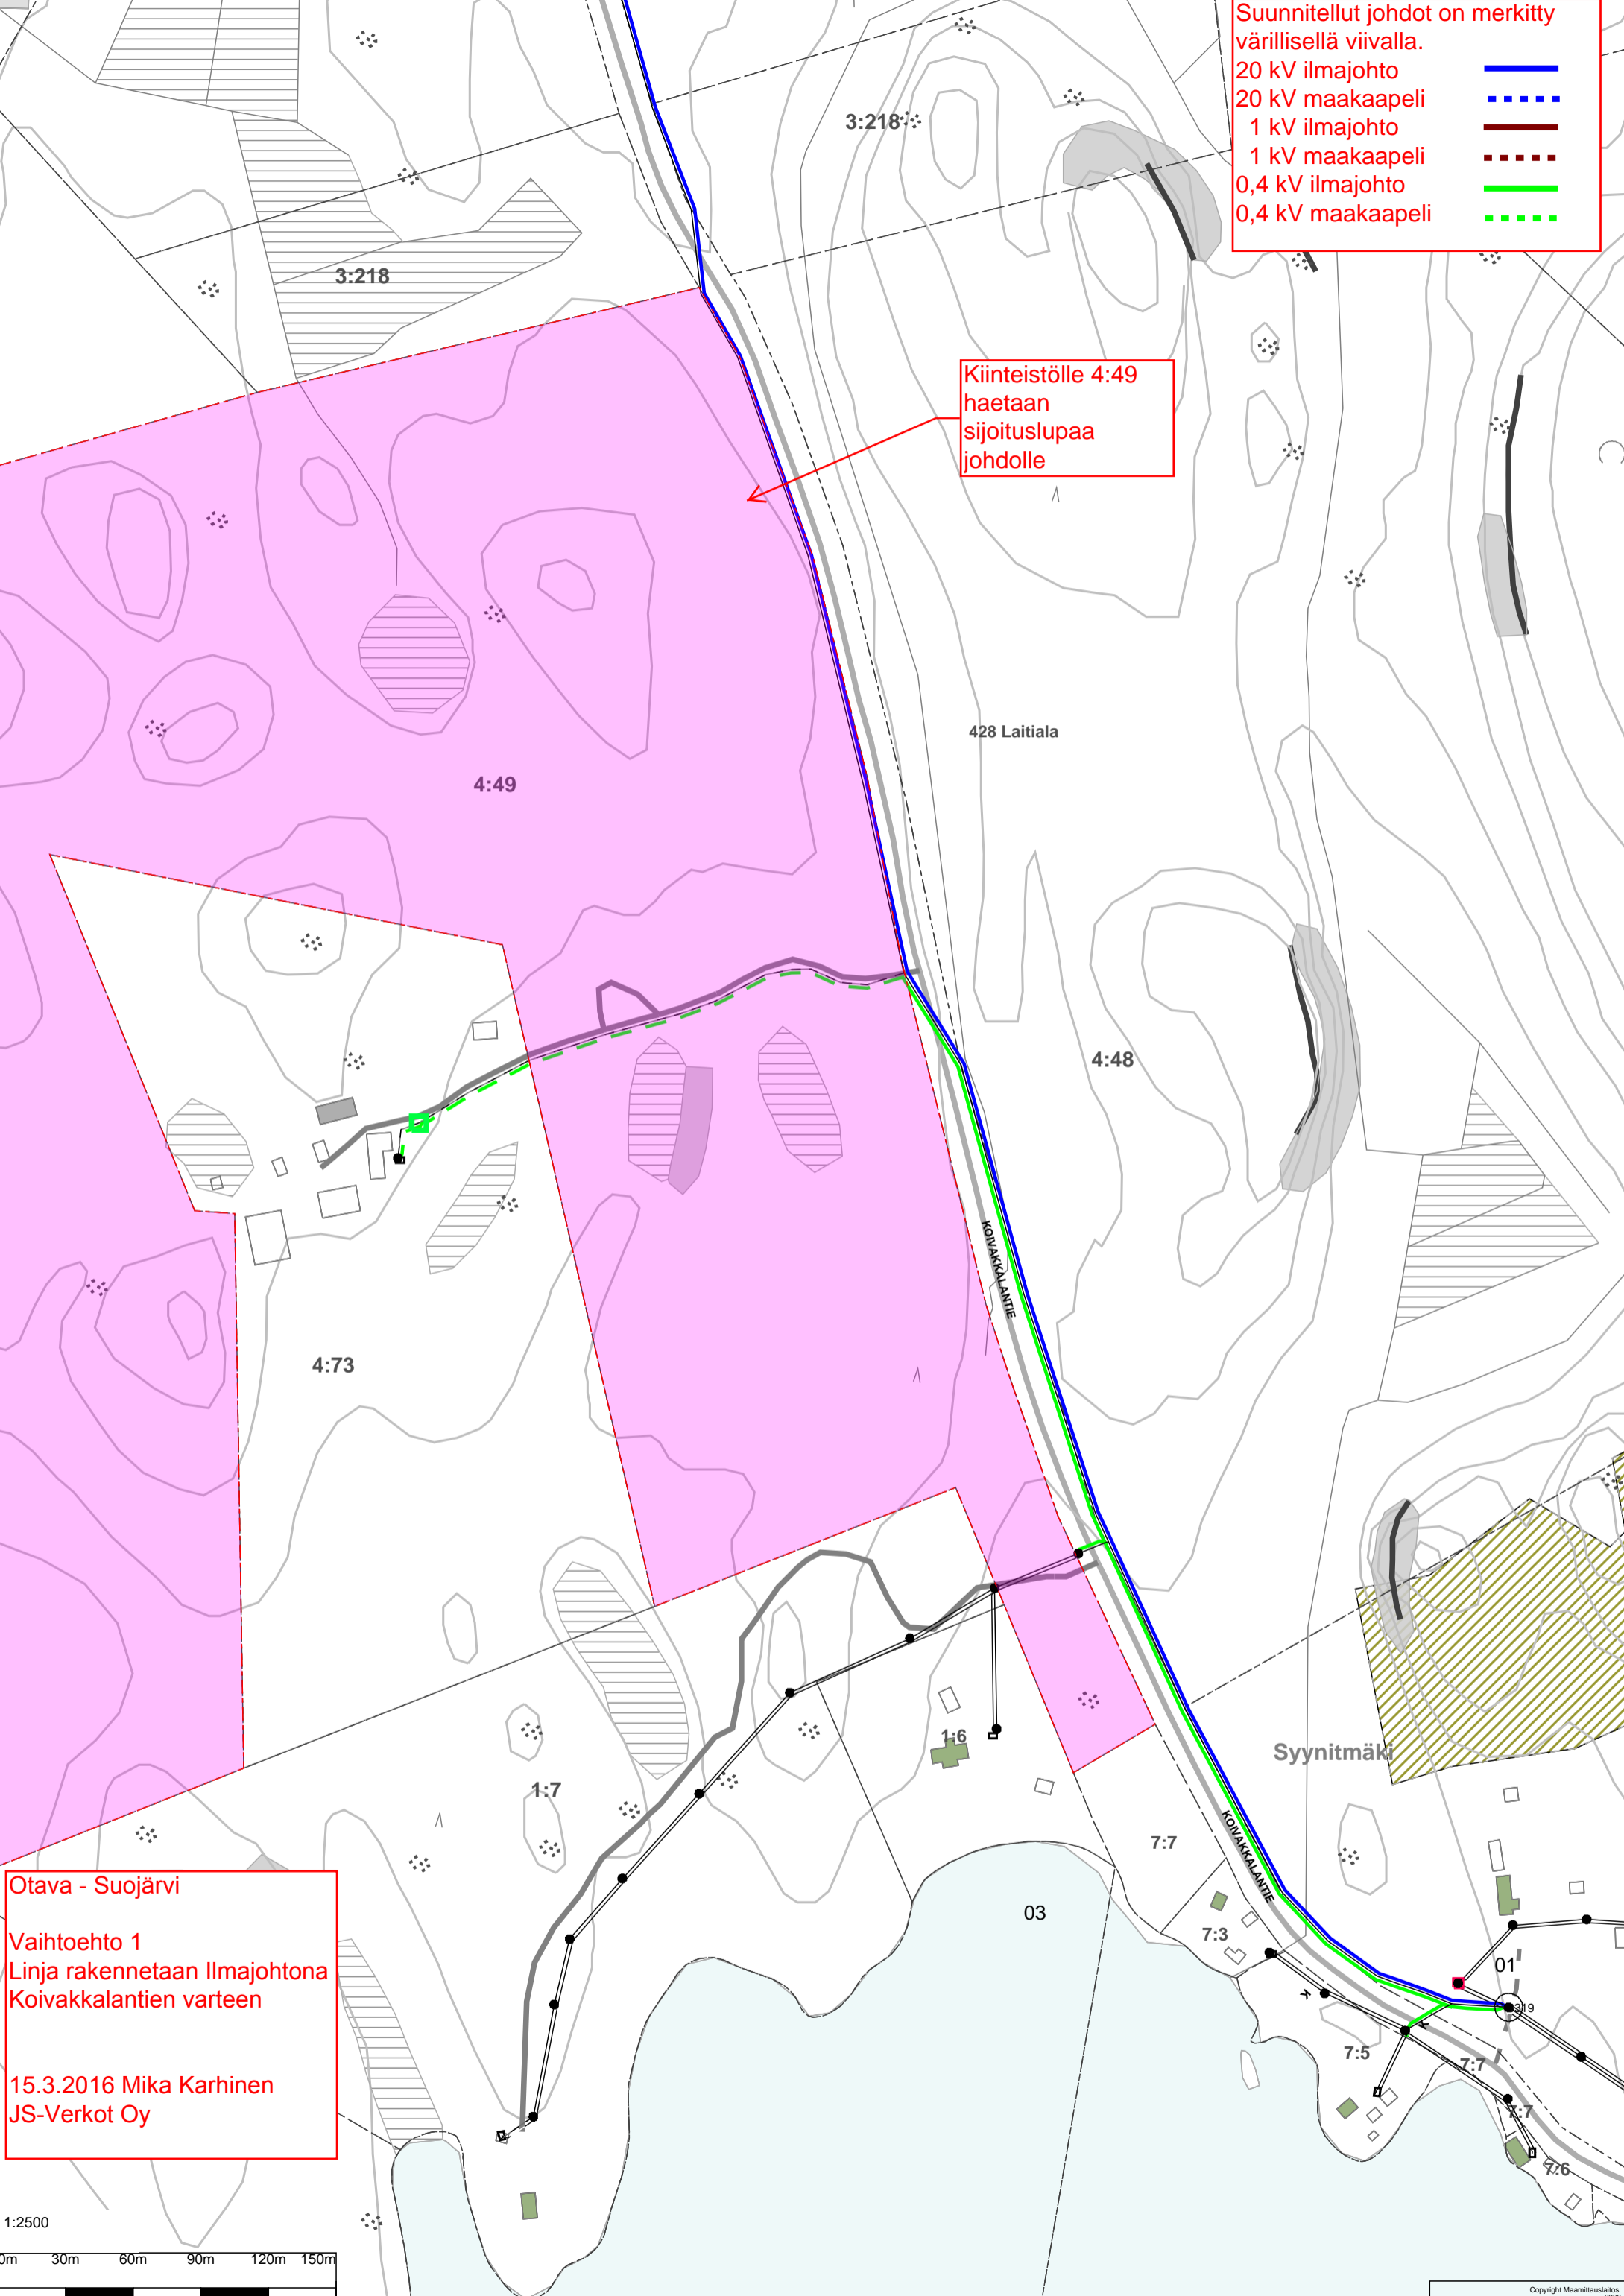 Suunnitellut johdot on merkitty
värillisellä viivalla.
20 kV ilmajohto
20 kV maakaapeli
1 kV ilmajohto
1 kV maakaapeli
0,4 kV ilmajohto
0,4 kV maakaapeli
3:218
3:218
Kiinteistölle 4:49
haetaan
sijoituslupaa
johdolle
428 Laitiala
4:49
4:48
KOIVAKKALANTIE
4:73
1:6
Syynitmäki
1:7
7:7
KOIVAKKALANTIE
03
7:3
01
319
K
K
7:5
7:7
7:7
7:6
Otava - Suojärvi
Vaihtoehto 1
Linja rakennetaan Ilmajohtona
Koivakkalantien varteen
15.3.2016 Mika Karhinen
JS-Verkot Oy
1:2500
0m 30m 60m 90m 120m 150m
Copyright Maamittauslaitos